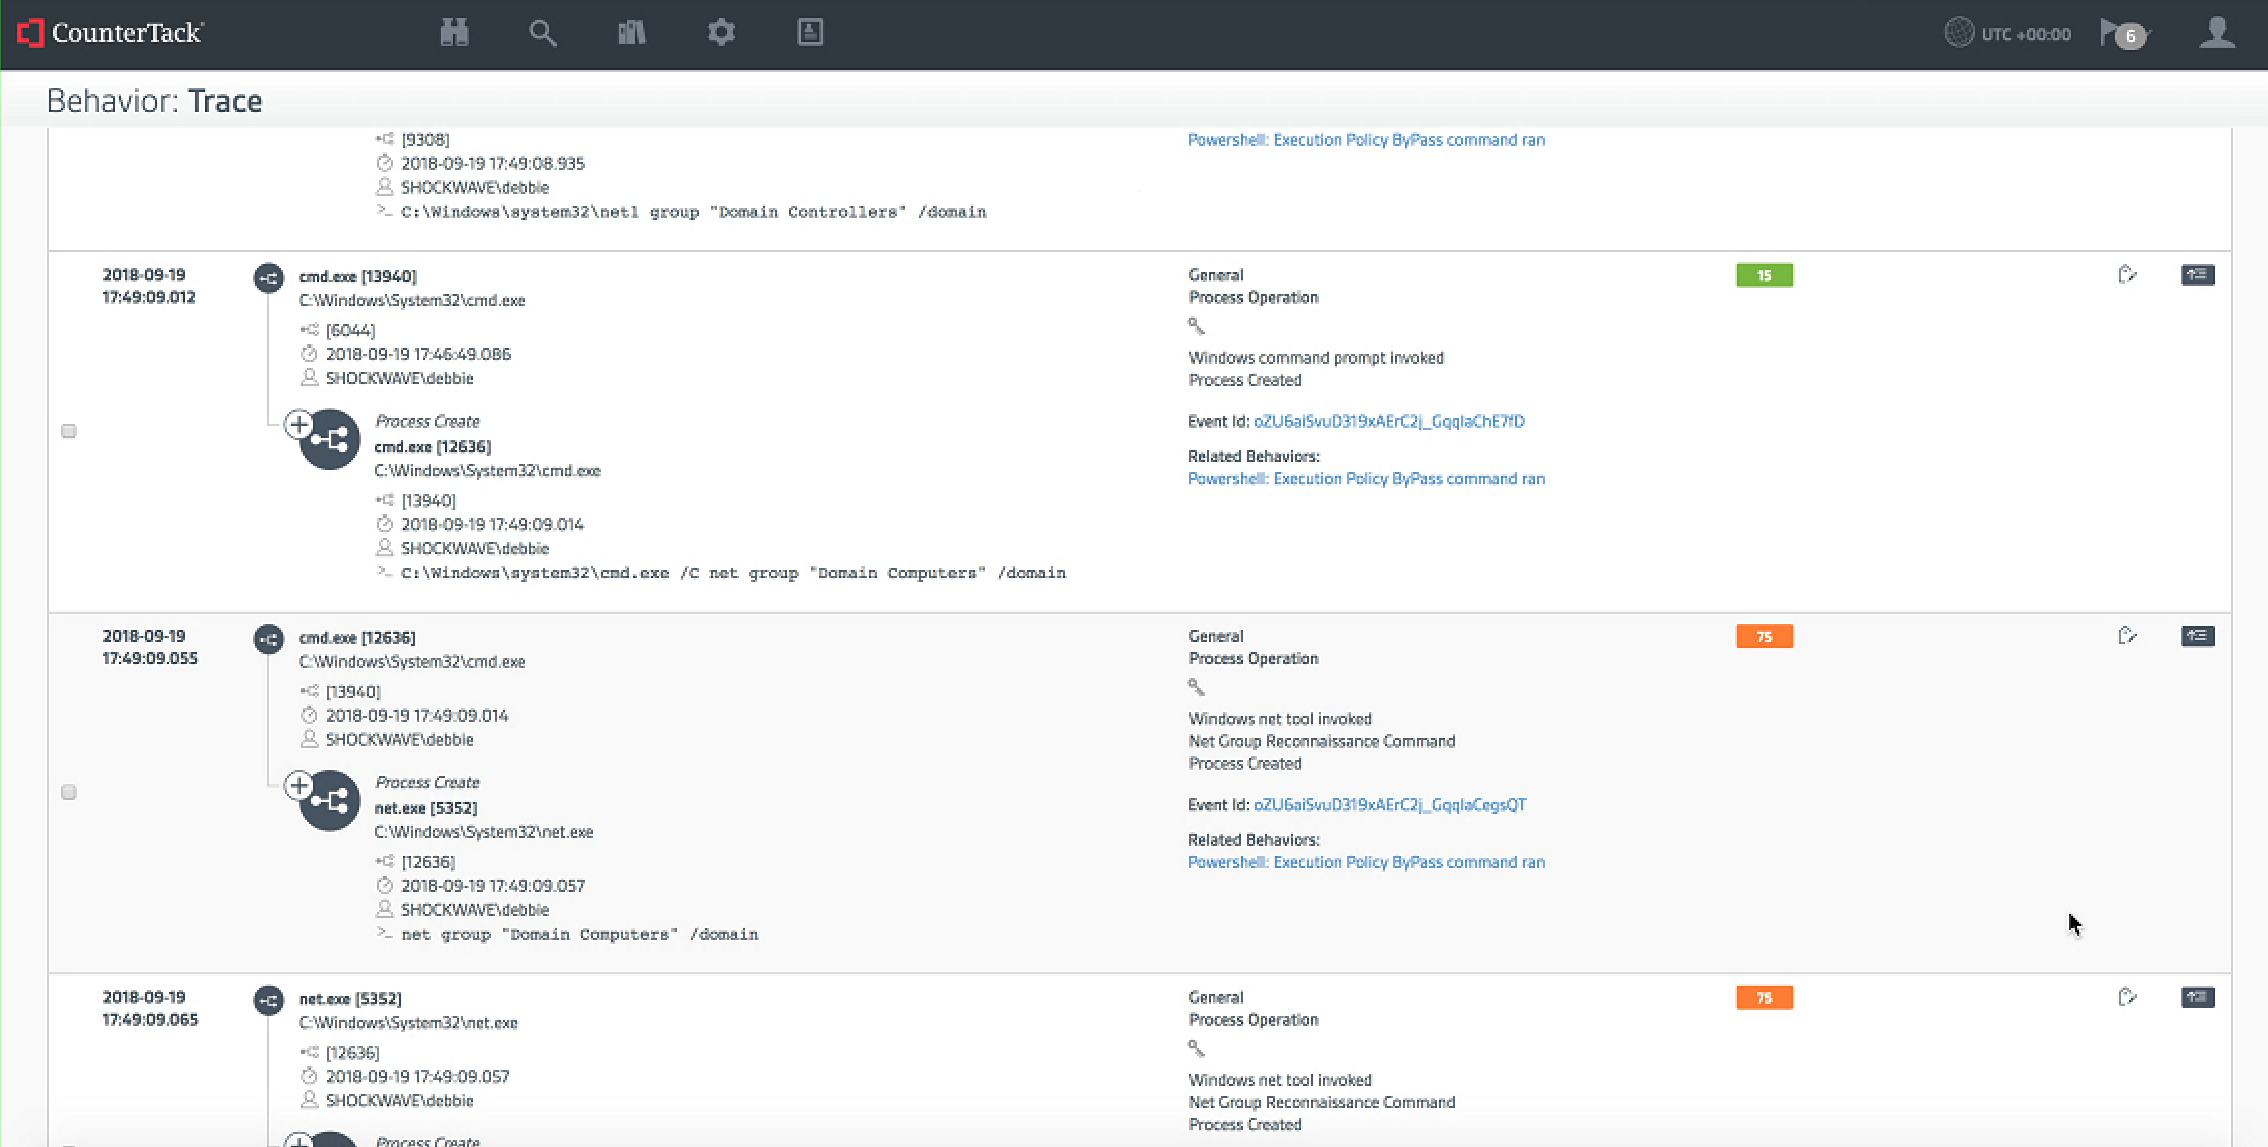 CounterTack
UTC +00:00
6
Behavior: Trace
[9308]
2018-09-19 17:49:08.935
SHOCKWAVE\debbie
>_ C:\Windows\system32\net1 group "Domain Controllers" /domain
Powershell: Execution Policy ByPass command ran
2018-09-19
17:49:09.012
cmd.exe [13940]
C:\Windows\System32\cmd.exe
[6044]
2018-09-19 17:46:49.086
SHOCKWAVE\debbie
Process Create
cmd.exe [12636]
C:\Windows\System32\cmd.exe
[13940]
2018-09-19 17:49:09.014
SHOCKWAVE\debbie
>_ C:\Windows\system32\cmd.exe /C net group "Domain Computers" /domain
General
Process Operation
Windows command prompt invoked
Process Created
Event Id: oZU6ai5vuD319xAErC2j_GqqIaChE7fD
Related Behaviors:
Powershell: Execution Policy ByPass command ran
15
2018-09-19
17:49:09.055
cmd.exe [12636]
C:\Windows\System32\cmd.exe
[13940]
2018-09-19 17:49:09.014
SHOCKWAVE\debbie
Process Create
net.exe [5352]
C:\Windows\System32\net.exe
[12636]
2018-09-19 17:49:09.057
SHOCKWAVE\debbie
>_ net group "Domain Computers" /domain
General
Process Operation
Windows net tool invoked
Net Group Reconnaissance Command
Process Created
Event Id: oZU6ai5vuD319xAErC2j_GqqIaCegsQT
Related Behaviors:
Powershell: Execution Policy ByPass command ran
75
2018-09-19
17:49:09.065
net.exe [5352]
C:\Windows\System32\net.exe
[12636]
2018-09-19 17:49:09.057
SHOCKWAVE\debbie
Process Create
General
Process Operation
Windows net tool invoked
Net Group Reconnaissance Command
Process Created
75